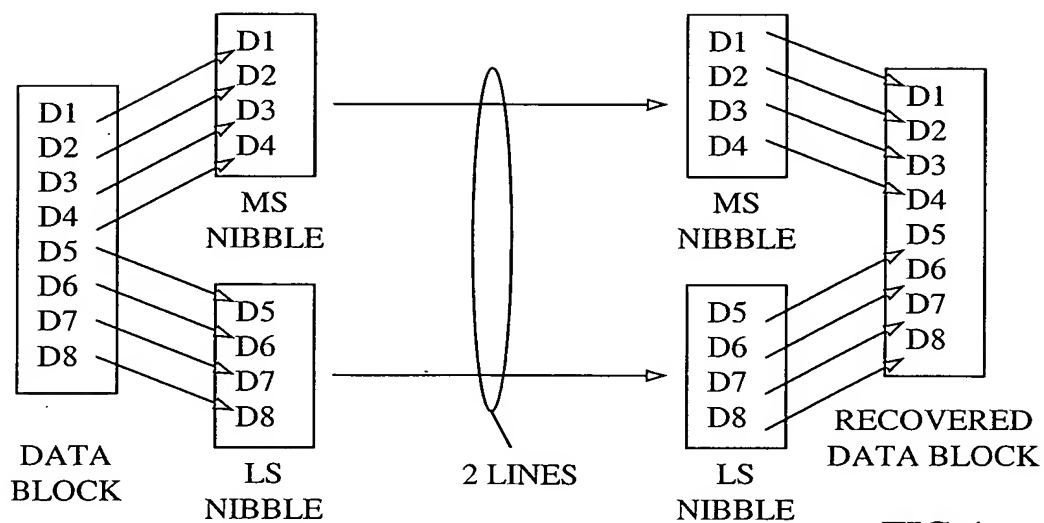 D1
D2
D3
D4
D5
D6
D7
D8
DATA
BLOCK
D1
D2
D3
D4
MS
NIBBLE
D5
D6
D7
D8
LS
NIBBLE
2 LINES
D1
D2
D3
D4
MS
NIBBLE
D5
D6
D7
D8
LS
NIBBLE
D1
D2
D3
D4
D5
D6
D7
D8
RECOVERED
DATA BLOCK